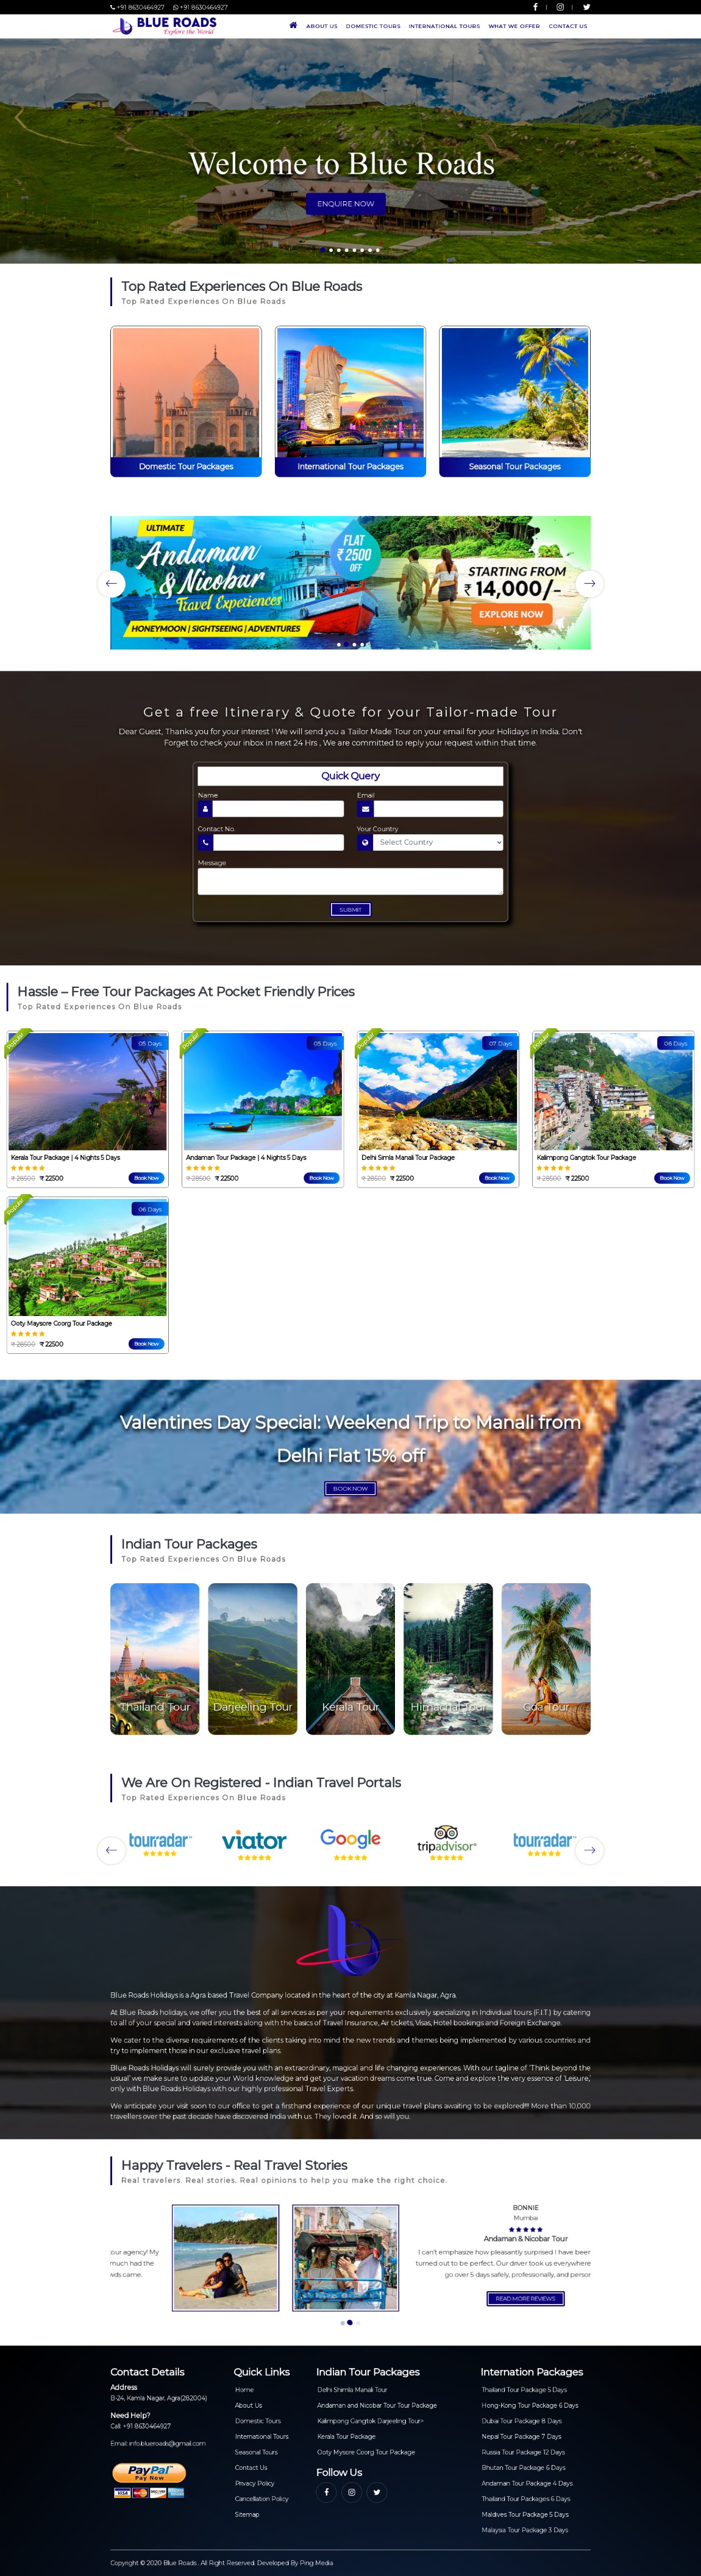 +91 8630464927 +91 8630464927
BLUE ROADS
Explore the World
ABOUT US DOMESTIC TOURS INTERNATIONAL TOURS WHAT WE OFFER CONTACT US
Welcome to Blue Roads
ENQUIRE NOW
Top Rated Experiences On Blue Roads
Top Rated Experiences On Blue Roads
Domestic Tour Packages International Tour Packages Seasonal Tour Packages
ULTIMATE
Andaman
& Nicobar
Travel Experiences
HONEYMOON | SIGHTSEEING | ADVENTURES
FLAT
₹ 2500
OFF
STARTING FROM
₹ 14,000/-
EXPLORE NOW
Get a free Itinerary & Quote for your Tailor-made Tour
Dear Guest, Thanks you for your interest ! We will send you a Tailor Made Tour on your email for your Holidays in India. Don't
Forget to check your inbox in next 24 Hrs , We are committed to reply your request within that time.
Quick Query
Name Email
Contact No. Your Country
Select Country
Message
SUBMIT
Hassle – Free Tour Packages At Pocket Friendly Prices
Top Rated Experiences On Blue Roads
Popular 05 Days
Kerala Tour Package | 4 Nights 5 Days
₹ 28500 ₹ 22500 Book Now
Popular 05 Days
Andaman Tour Package | 4 Nights 5 Days
₹ 28500 ₹ 22500 Book Now
Popular 07 Days
Delhi Simla Manali Tour Package
₹ 28500 ₹ 22500 Book Now
Popular 06 Days
Kalimpong Gangtok Tour Package
₹ 28500 ₹ 22500 Book Now
Popular 06 Days
Ooty Maysore Coorg Tour Package
₹ 28500 ₹ 22500 Book Now
Valentines Day Special: Weekend Trip to Manali from
Delhi Flat 15% off
BOOK NOW
Indian Tour Packages
Top Rated Experiences On Blue Roads
Thailand Tour Darjeeling Tour Kerala Tour Himachal Tour Goa Tour
We Are On Registered - Indian Travel Portals
Top Rated Experiences On Blue Roads
tourradar viator Google tripadvisor tourradar
Blue Roads Holidays is a Agra based Travel Company located in the heart of the city at Kamla Nagar, Agra.
At Blue Roads holidays, we offer you the best of all services as per your requirements exclusively specializing in Individual tours (F.I.T.) by catering
to all of your special and varied interests along with the basics of Travel Insurance, Air tickets, Visas, Hotel bookings and Foreign Exchange.
We cater to the diverse requirements of the clients taking into mind the new trends and themes being implemented by various countries and
try to implement those in our exclusive travel plans.
Blue Roads Holidays will surely provide you with an extraordinary, magical and life changing experiences. With our tagline of 'Think beyond the
usual' we make sure to update your World knowledge and get your vacation dreams come true. Come and explore the very essence of 'Leisure,'
only with Blue Roads Holidays with our highly professional Travel Experts.
We anticipate your visit soon to our office to get a firsthand experience of our unique travel plans awaiting to be explored!!!! More than 10,000
travellers over the past decade have discovered India with us. They loved it. And so will you.
Happy Travelers - Real Travel Stories
Real travelers. Real stories. Real opinions to help you make the right choice.
our agency! My
much had the
wds came.
BONNIE
Mumbai
Andaman & Nicobar Tour
I can't emphasize how pleasantly surprised I have beer
turned out to be perfect. Our driver took us everywhere
go over 5 days safely, professionally, and persor
READ MORE REVIEWS
Contact Details
Address
B-24, Kamla Nagar, Agra(282004)
Need Help?
Call: +91 8630464927
Email: info.blueroads@gmail.com
PayPal
Pay Now
VISA MasterCard DISCOVER
Quick Links
Home
About Us
Domestic Tours
International Tours
Seasonal Tours
Contact Us
Privacy Policy
Cancellation Policy
Sitemap
Indian Tour Packages
Delhi Shimla Manali Tour
Andaman and Nicobar Tour Tour Package
Kalimpong Gangtok Darjeeling Tour>
Kerala Tour Package
Ooty Mysore Coorg Tour Package
Follow Us
Internation Packages
Thailand Tour Package 5 Days
Hong-Kong Tour Package 6 Days
Dubai Tour Package 8 Days
Nepal Tour Package 7 Days
Russia Tour Package 12 Days
Bhutan Tour Package 6 Days
Andaman Tour Package 4 Days
Thailand Tour Packages 6 Days
Maldives Tour Package 5 Days
Malaysia Tour Package 3 Days
Copyright © 2020 Blue Roads . All Right Reserved. Developed By Ping Media